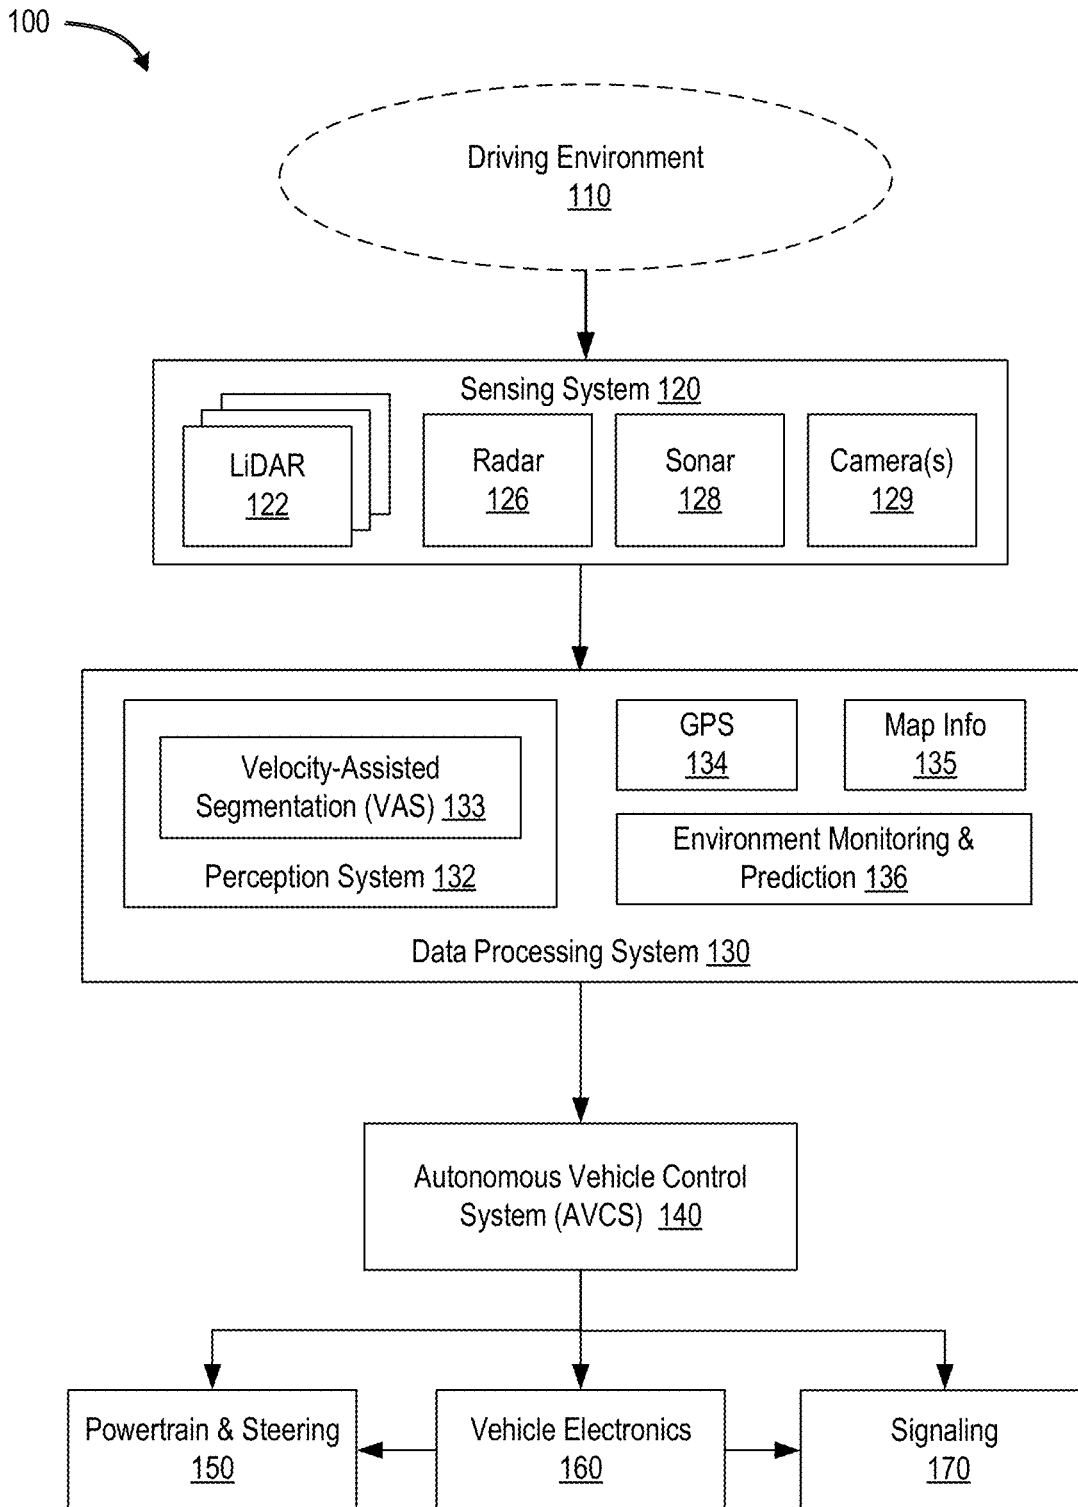 100
Driving Environment
110
Sensing System 120
LiDAR
122
Radar
126
Sonar
128
Camera(s)
129
Velocity-Assisted
Segmentation (VAS) 133
Perception System 132
GPS
134
Map Info
135
Environment Monitoring &
Prediction 136
Data Processing System 130
Autonomous Vehicle Control
System (AVCS) 140
Powertrain & Steering
150
Vehicle Electronics
160
Signaling
170